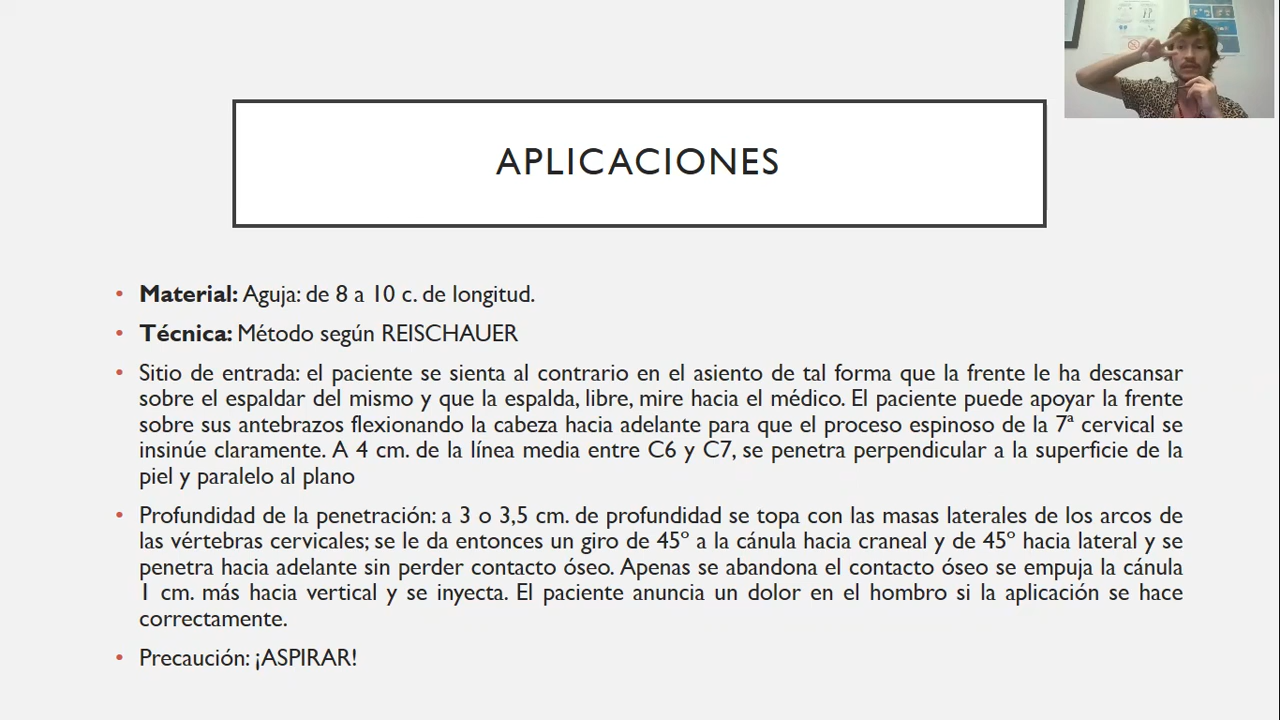 APLICACIONES
• Material: Aguja: de 8 a 10 c. de longitud.
• Técnica: Método según REISCHAUER
• Sitio de entrada: el paciente se sienta al contrario en el asiento de tal forma que la frente le ha descansar
sobre el espaldar del mismo y que la espalda, libre, mire hacia el médico. El paciente puede apoyar la frente
sobre sus antebrazos flexionando la cabeza hacia adelante para que el proceso espinoso de la 7ª cervical se
insinúe claramente. A 4 cm. de la línea media entre C6 y C7, se penetra perpendicular a la superficie de la
piel y paralelo al plano
• Profundidad de la penetración: a 3 o 3,5 cm. de profundidad se topa con las masas laterales de los arcos de
las vértebras cervicales; se le da entonces un giro de 45º a la cánula hacia craneal y de 45º hacia lateral y se
penetra hacia adelante sin perder contacto óseo. Apenas se abandona el contacto óseo se empuja la cánula
1 cm. más hacia vertical y se inyecta. El paciente anuncia un dolor en el hombro si la aplicación se hace
correctamente.
• Precaución: ¡ASPIRAR!